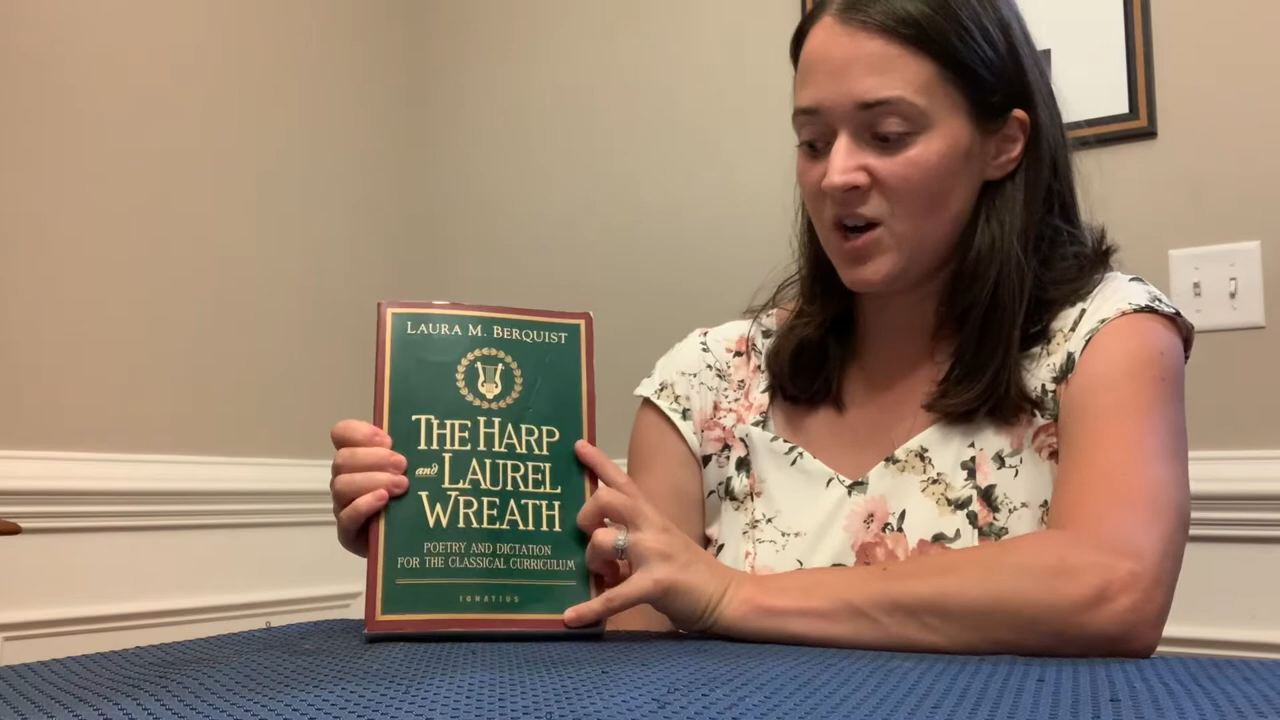 LAURA M. BERQUIST
THE HARP
and LAUREL
WREATH
POETRY AND DICTATION
FOR THE CLASSICAL CURRICULUM
IGNATIUS